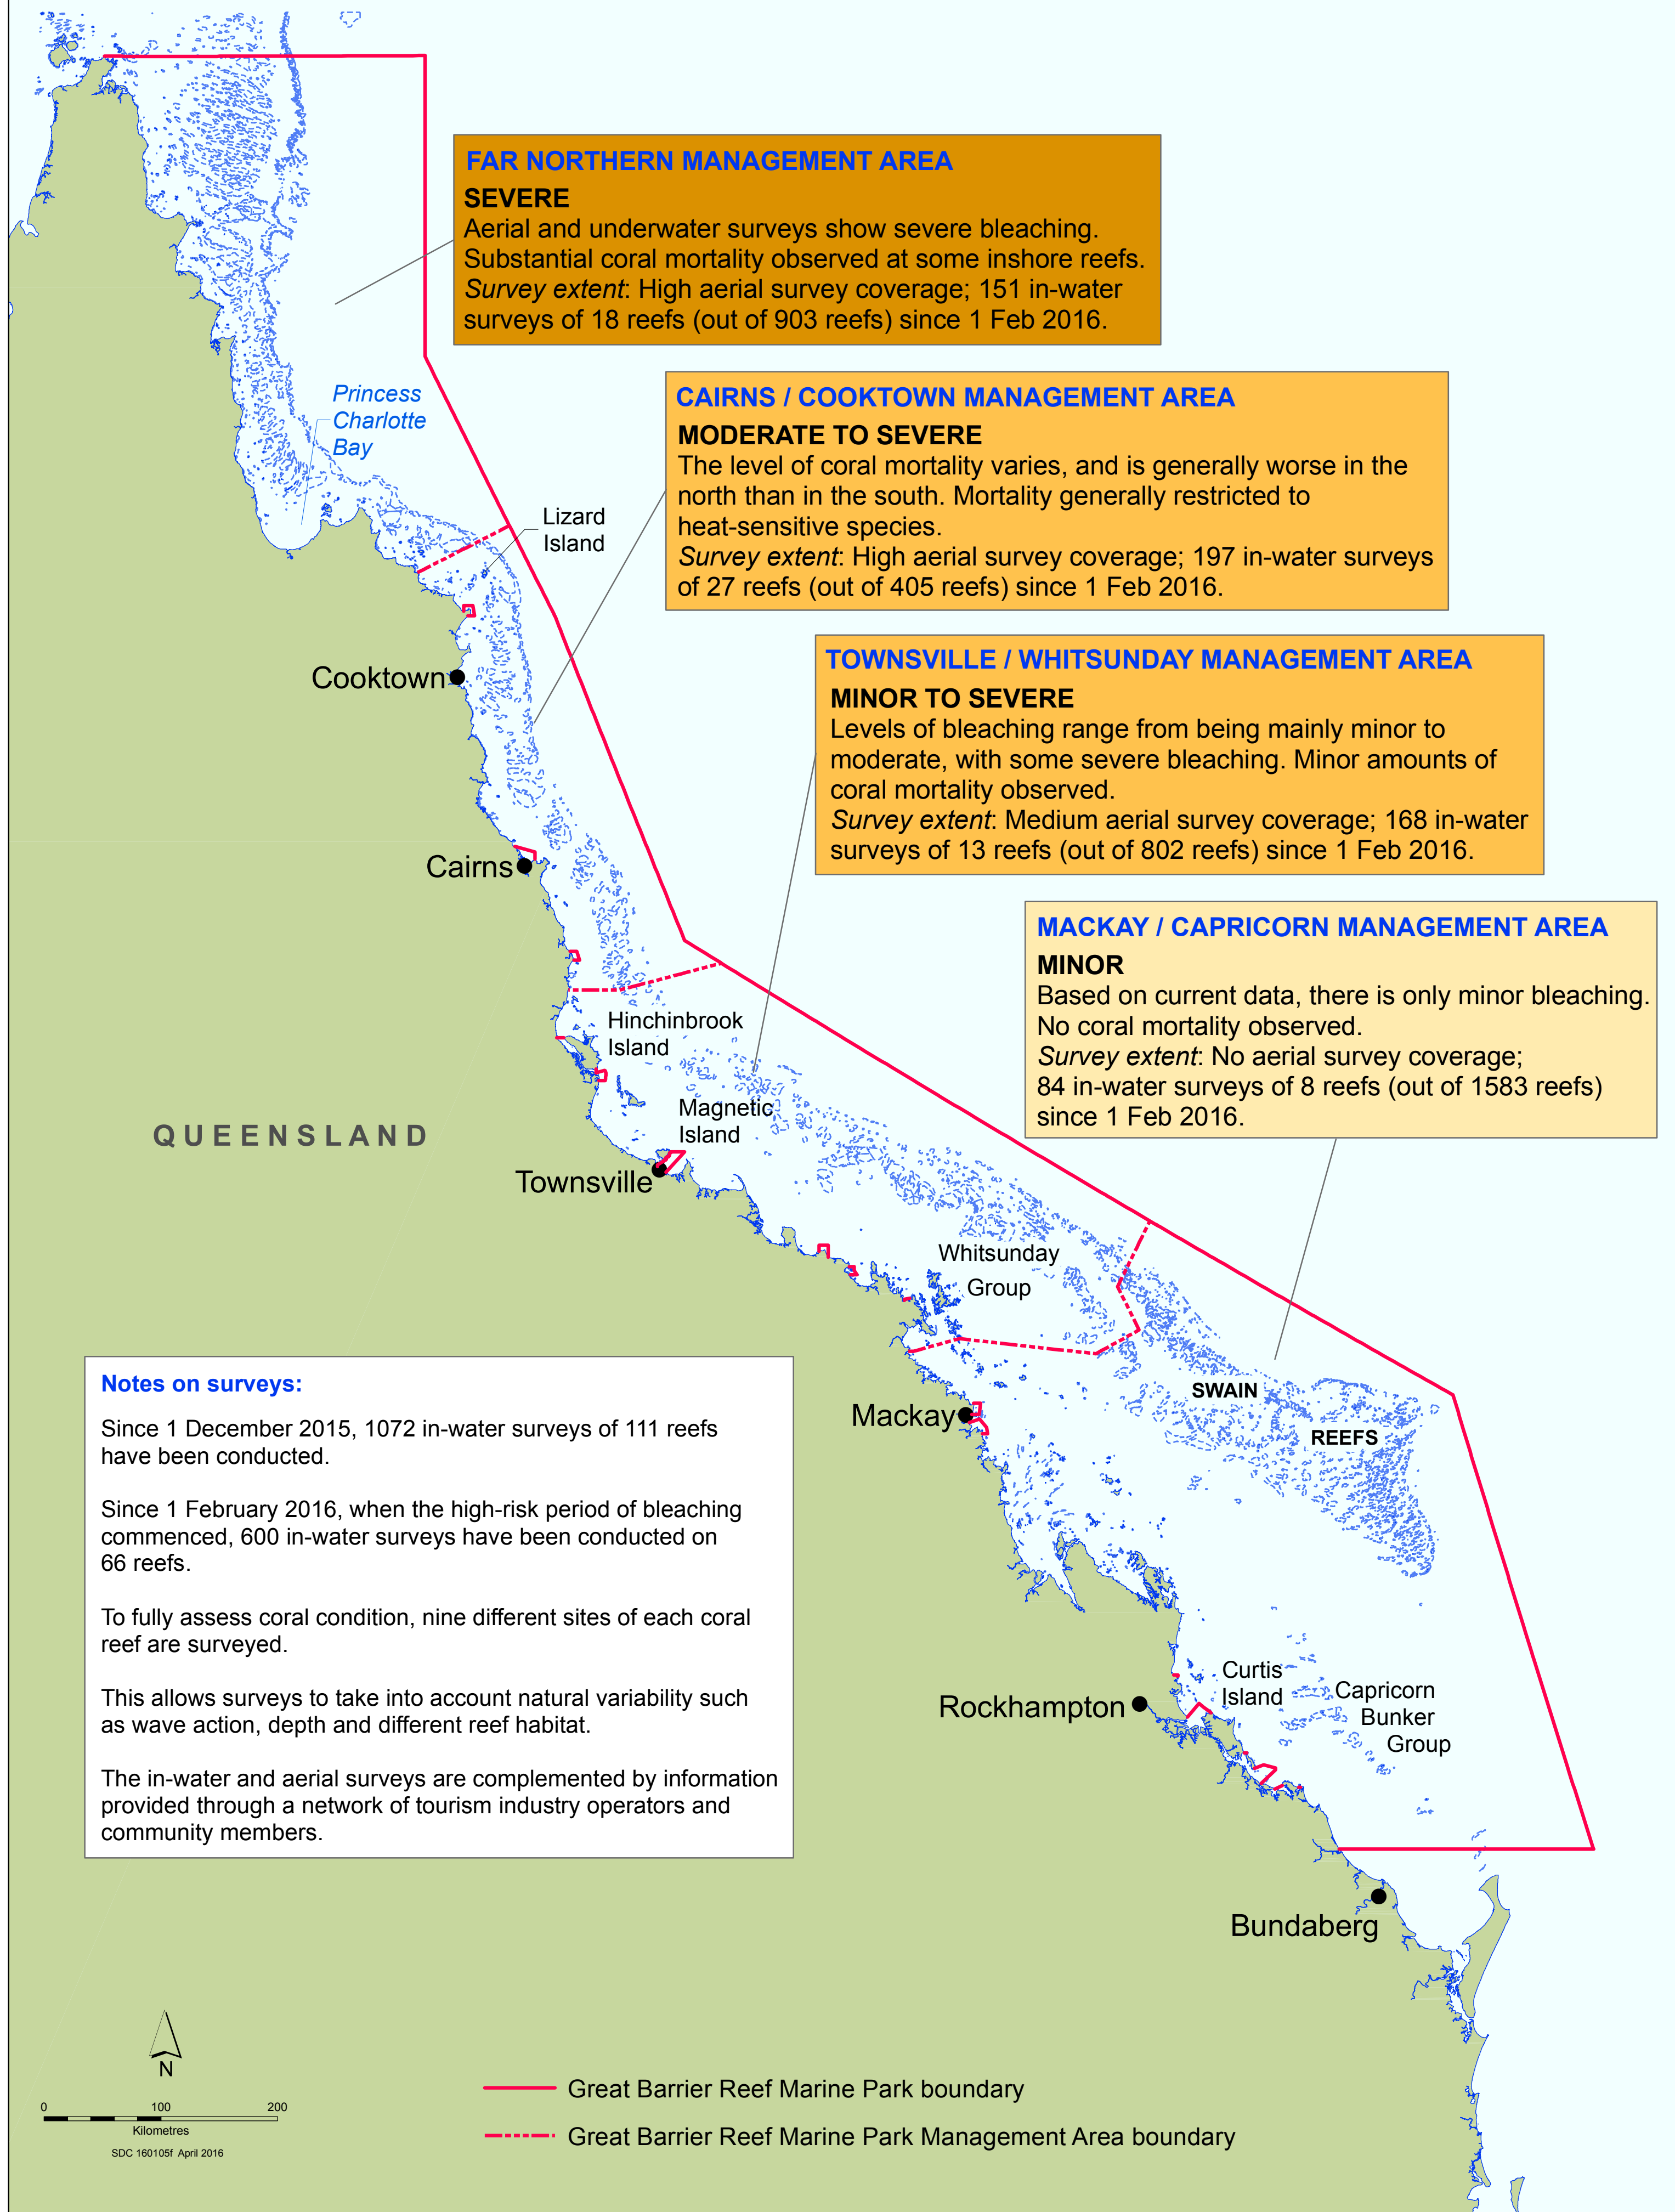 FAR NORTHERN MANAGEMENT AREA
SEVERE
Aerial and underwater surveys show severe bleaching.
Substantial coral mortality observed at some inshore reefs.
Survey extent: High aerial survey coverage; 151 in-water
surveys of 18 reefs (out of 903 reefs) since 1 Feb 2016.
CAIRNS / COOKTOWN MANAGEMENT AREA
MODERATE TO SEVERE
The level of coral mortality varies, and is generally worse in the
north than in the south. Mortality generally restricted to
heat-sensitive species.
Survey extent: High aerial survey coverage; 197 in-water surveys
of 27 reefs (out of 405 reefs) since 1 Feb 2016.
Princess
Charlotte
Bay
Lizard
Island
TOWNSVILLE / WHITSUNDAY MANAGEMENT AREA
MINOR TO SEVERE
Levels of bleaching range from being mainly minor to
moderate, with some severe bleaching. Minor amounts of
coral mortality observed.
Survey extent: Medium aerial survey coverage; 168 in-water
surveys of 13 reefs (out of 802 reefs) since 1 Feb 2016.
Cooktown
Cairns
MACKAY / CAPRICORN MANAGEMENT AREA
MINOR
Based on current data, there is only minor bleaching.
No coral mortality observed.
Survey extent: No aerial survey coverage;
84 in-water surveys of 8 reefs (out of 1583 reefs)
since 1 Feb 2016.
Hinchinbrook
Island
Magnetic
Island
QUEENSLAND
Townsville
Whitsunday
Group
SWAIN
REEFS
Mackay
Notes on surveys:
Since 1 December 2015, 1072 in-water surveys of 111 reefs
have been conducted.
Since 1 February 2016, when the high-risk period of bleaching
commenced, 600 in-water surveys have been conducted on
66 reefs.
To fully assess coral condition, nine different sites of each coral
reef are surveyed.
This allows surveys to take into account natural variability such
as wave action, depth and different reef habitat.
The in-water and aerial surveys are complemented by information
provided through a network of tourism industry operators and
community members.
Curtis
Island
Rockhampton
Capricorn
Bunker
Group
Bundaberg
N
0 100 200
Kilometres
SDC 160105f April 2016
Great Barrier Reef Marine Park boundary
Great Barrier Reef Marine Park Management Area boundary